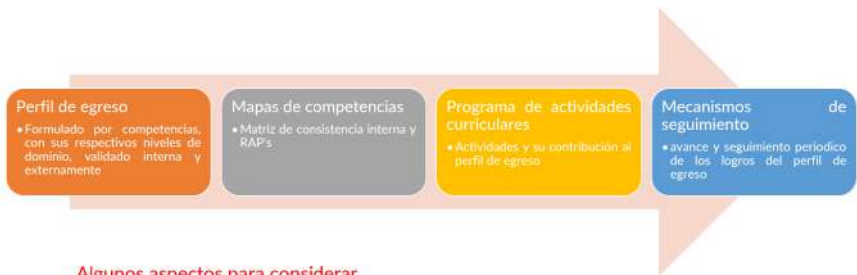 Perfil de egreso
• Formulado por competencias,
con sus respectivos niveles de
dominio, validado interna y
externamente
Mapas de competencias
• Matriz de consistencia interna y
RAP's
Programa de actividades
curriculares
• Actividades y su contribución al
perfil de egreso
Mecanismos de
seguimiento
• avance y seguimiento periodico
de los logros del perfil de
egreso
Algunos aspectos para considerar